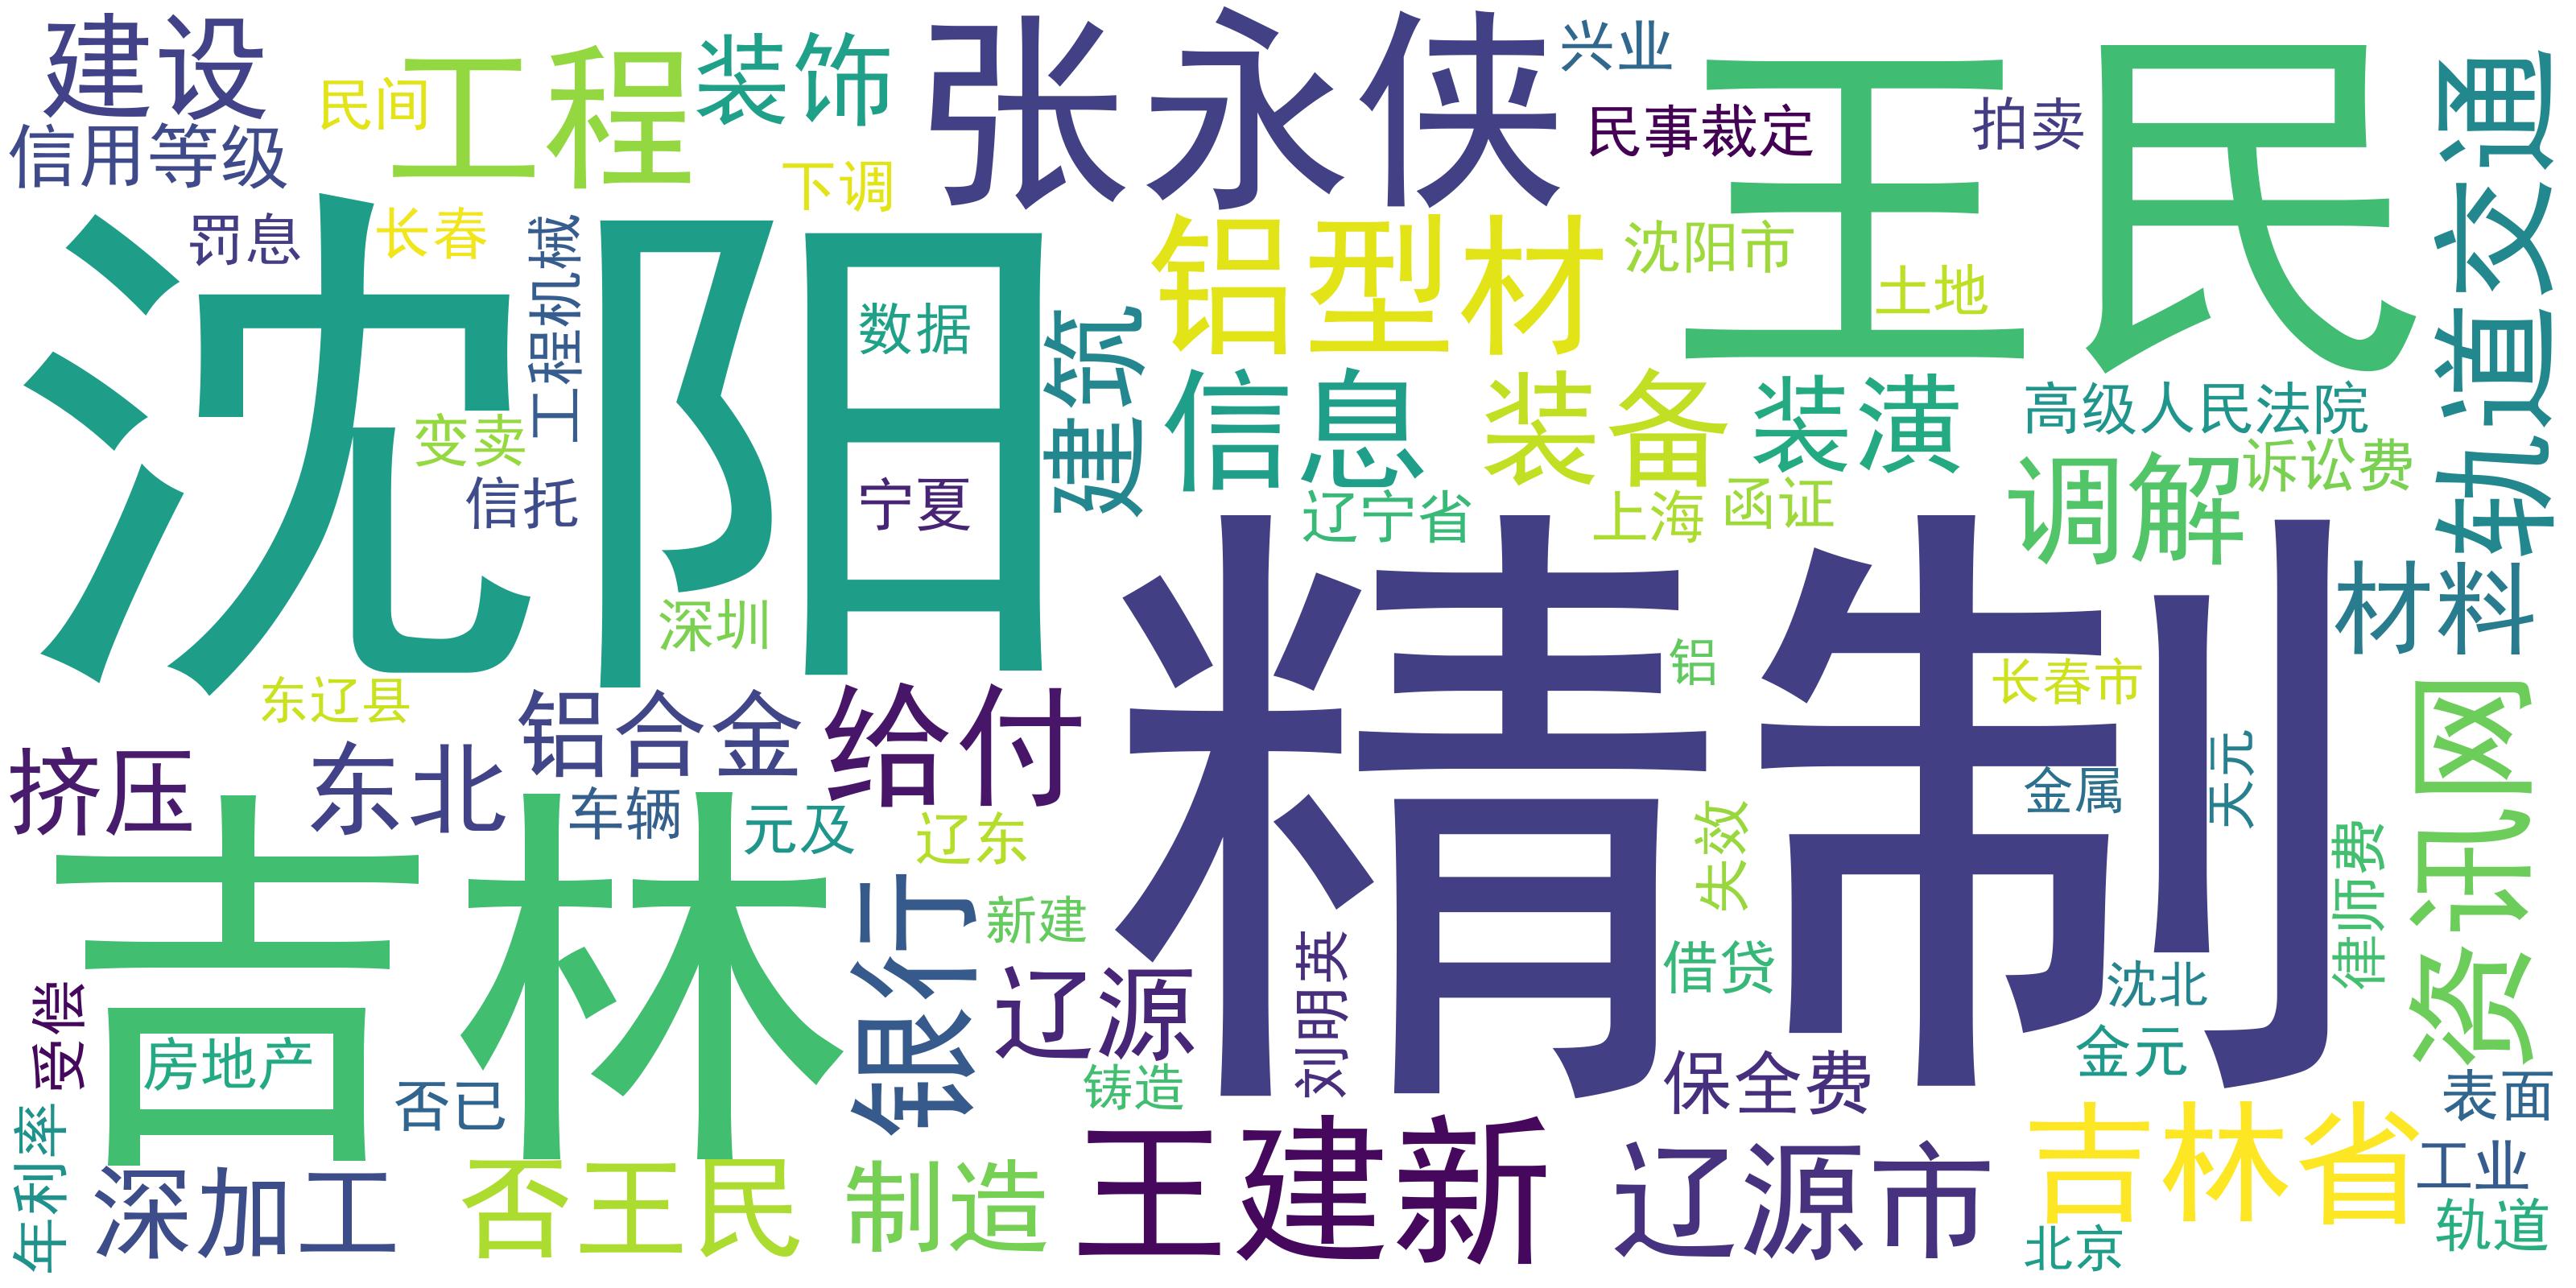 建设
信用等级
民间
工程
装饰
张永侠
兴业
民事裁定
拍卖
王民
轨道交通
罚息
长春
下调
工程机械
沈阳
数据
宁夏
变卖
信托
深圳
建筑
铝型材
沈阳市
土地
信息
装备
装潢
高级人民法院
诉讼费
调解
辽宁省
上海
函证
材料
精制
铝
长春市
金属
天元
东辽县
铝合金
给付
挤压
东北
车辆
元及
辽东
吉林
银行
新建
失效
资讯网
律师费
借贷
辽源
刘明英
沈北
金元
受偿
房地产
否已
铸造
保全费
表面
年利率
深加工
否王民
制造
王建新
辽源市
吉林省
工业
轨道
北京